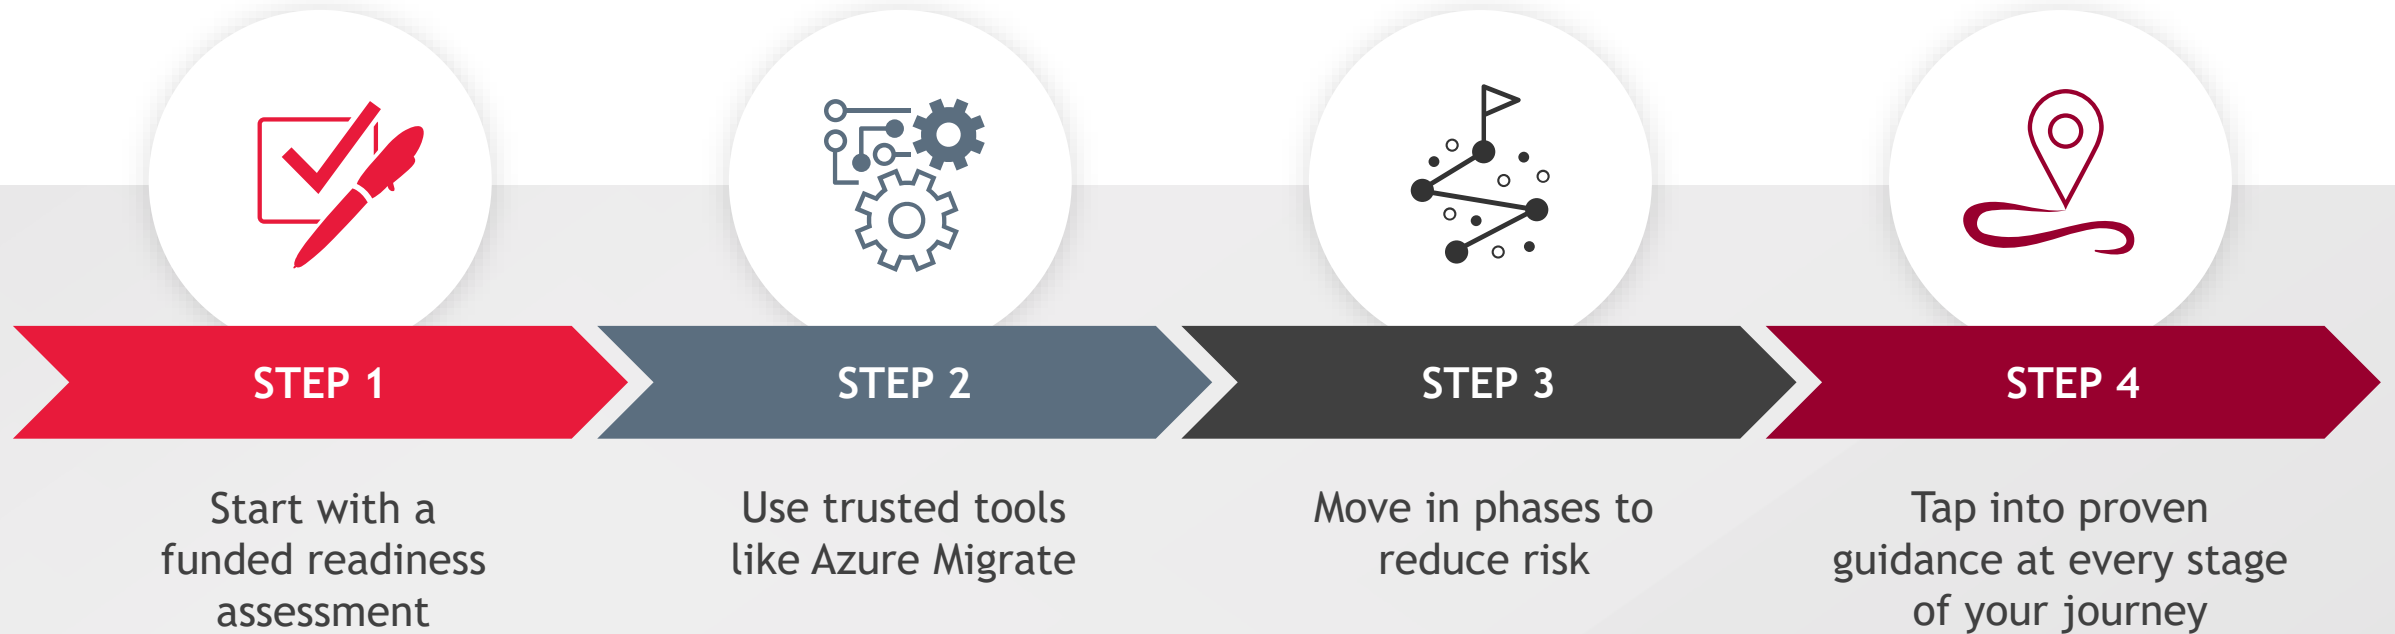 STEP 1
Start with a
funded readiness
assessment
STEP 2
Use trusted tools
like Azure Migrate
STEP 3
Move in phases to
reduce risk
STEP 4
Tap into proven
guidance at every stage
of your journey